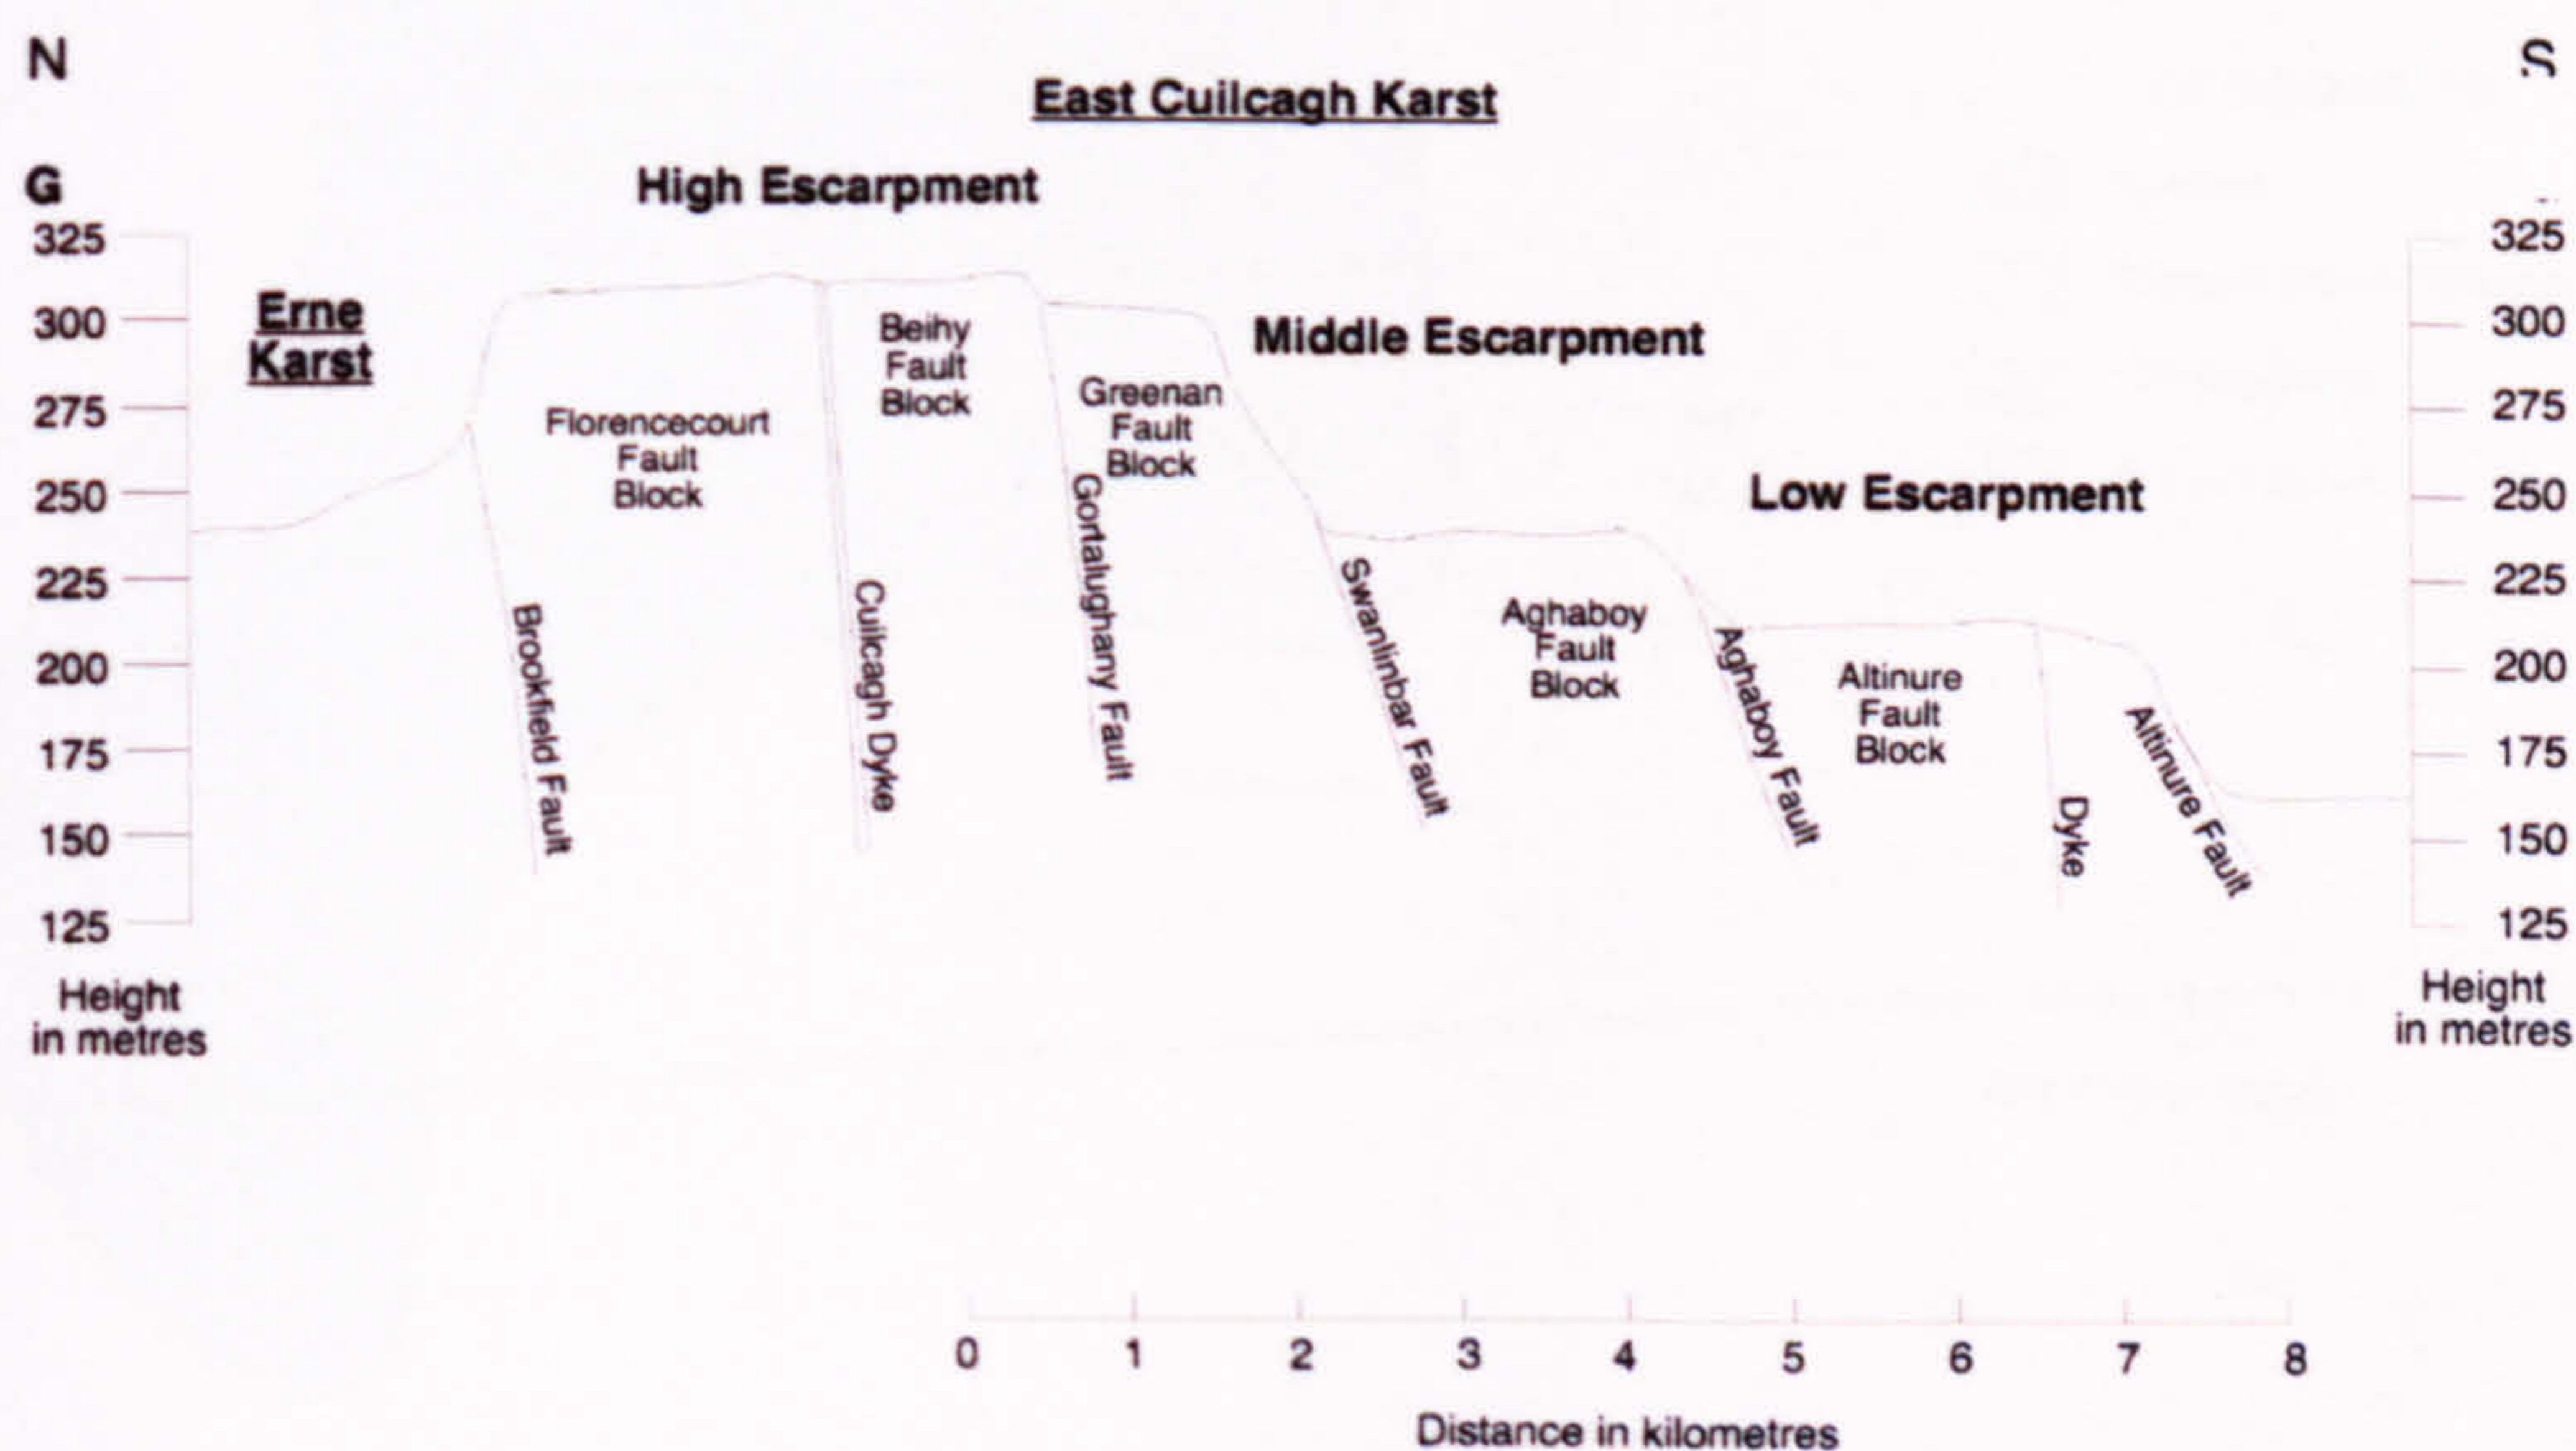 N
S
East Cuilcagh Karst
G
High Escarpment
325
300
275
250
225
200
175
150
125
Height
in metres
Erne
Karst
Florencecourt
Fault
Block
Brookfield Fault
Cuilcagh Dyke
Beihy
Fault
Block
Gortalughany Fault
Greenan
Fault
Block
Middle Escarpment
Swanlinbar Fault
Aghaboy
Fault
Block
Aghaboy Fault
Low Escarpment
Altinure
Fault
Block
Dyke
Altinure Fault
325
300
275
250
225
200
175
150
125
Height
in metres
0 1 2 3 4 5 6 7 8
Distance in kilometres